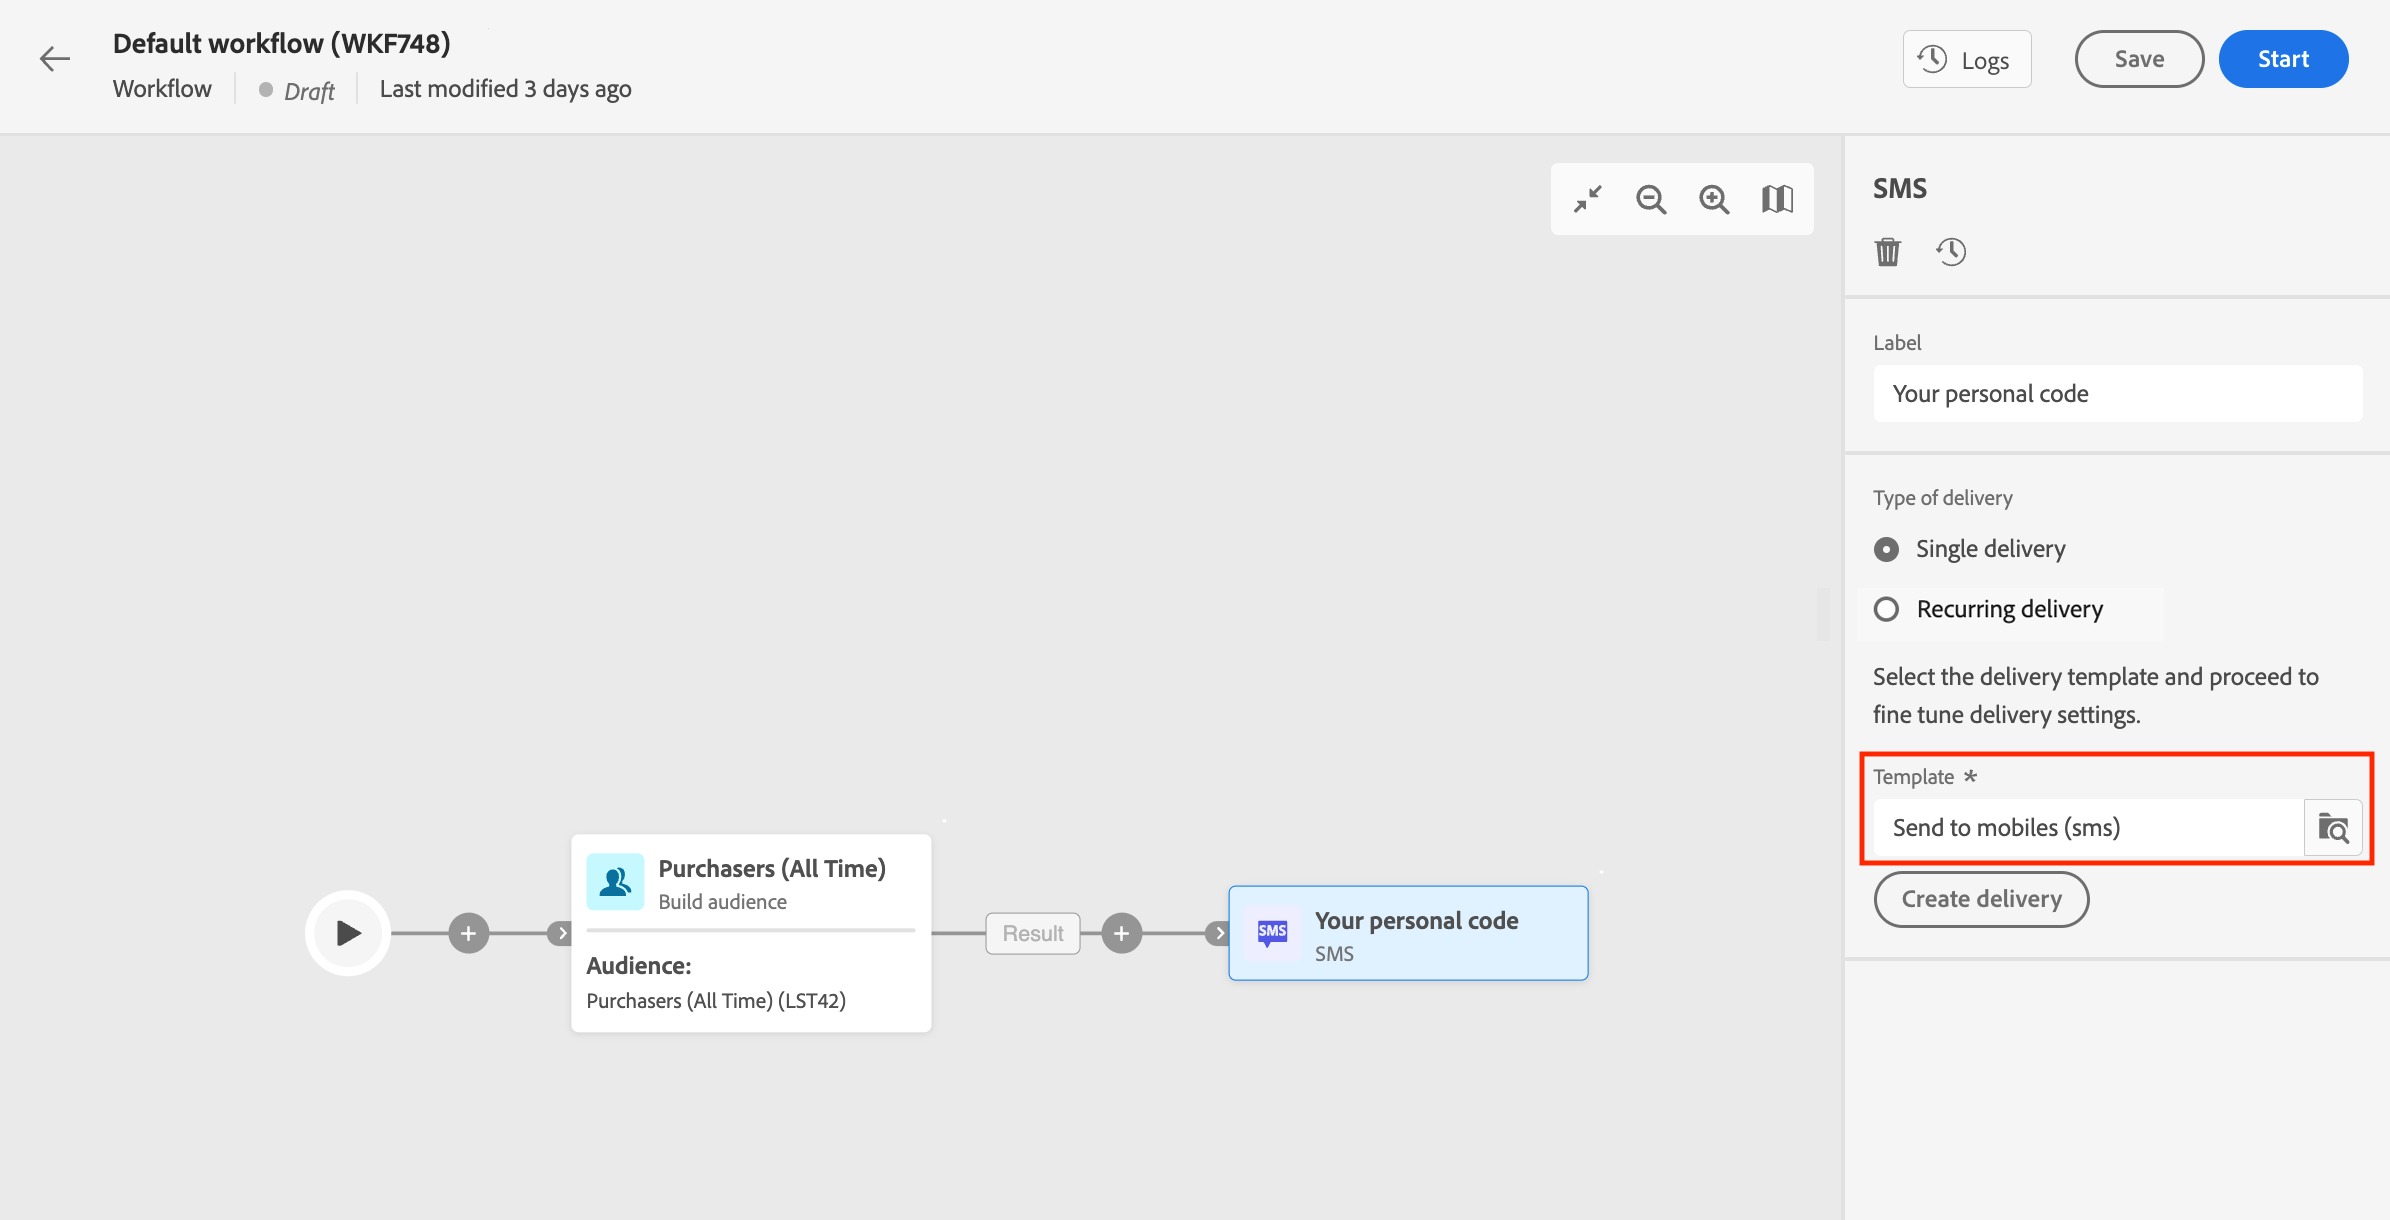 Default workflow (WKF748)
Workflow
Draft
Last modified 3 days ago
Logs
Save
Start
SMS
Label
Your personal code
Type of delivery
Single delivery
Recurring delivery
Select the delivery template and proceed to
fine tune delivery settings.
Template *
Send to mobiles (sms)
Create delivery
Purchasers (All Time)
Build audience
Audience:
Purchasers (All Time) (LST42)
Result
SMS
Your personal code
SMS